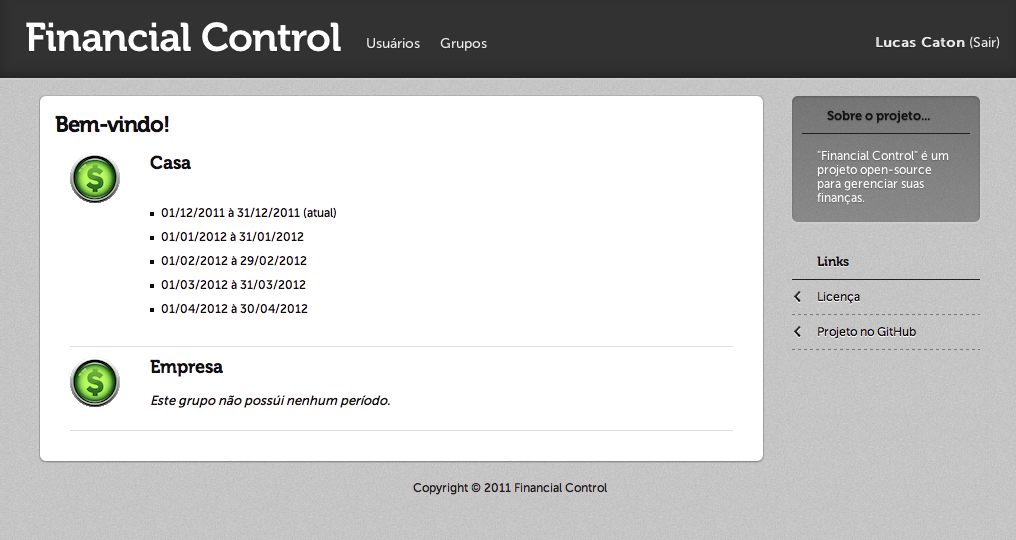 Financial Control Usuários Grupos Lucas Caton (Sair)
Bem-vindo!
Casa
01/12/2011 à 31/12/2011 (atual)
01/01/2012 à 31/01/2012
01/02/2012 à 29/02/2012
01/03/2012 à 31/03/2012
01/04/2012 à 30/04/2012
Empresa
Este grupo não possúi nenhum período.
Sobre o projeto...
"Financial Control" é um
projeto open-source
para gerenciar suas
finanças.
Links
Licença
Projeto no GitHub
Copyright © 2011 Financial Control